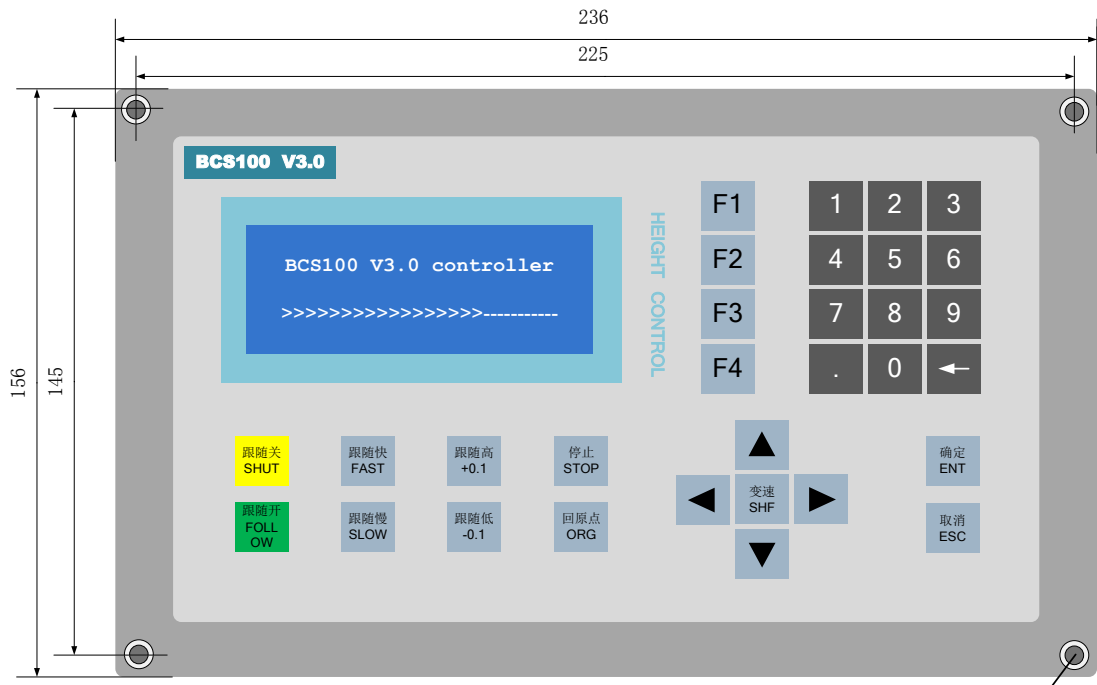 236
225
156
145
BCS100 V3.0
BCS100 V3.0 controller
>>>>>>>>>>>>>>>>>-----------
HEIGHT CONTROL
F1
1 2 3
F2
4 5 6
F3
7 8 9
F4
. 0 ←
跟随关
SHUT
跟随快
FAST
跟随高
+0.1
停止
STOP
跟随开
FOLL
OW
跟随慢
SLOW
跟随低
-0.1
回原点
ORG
▲
◀
变速
SHF
▶
▼
确定
ENT
取消
ESC